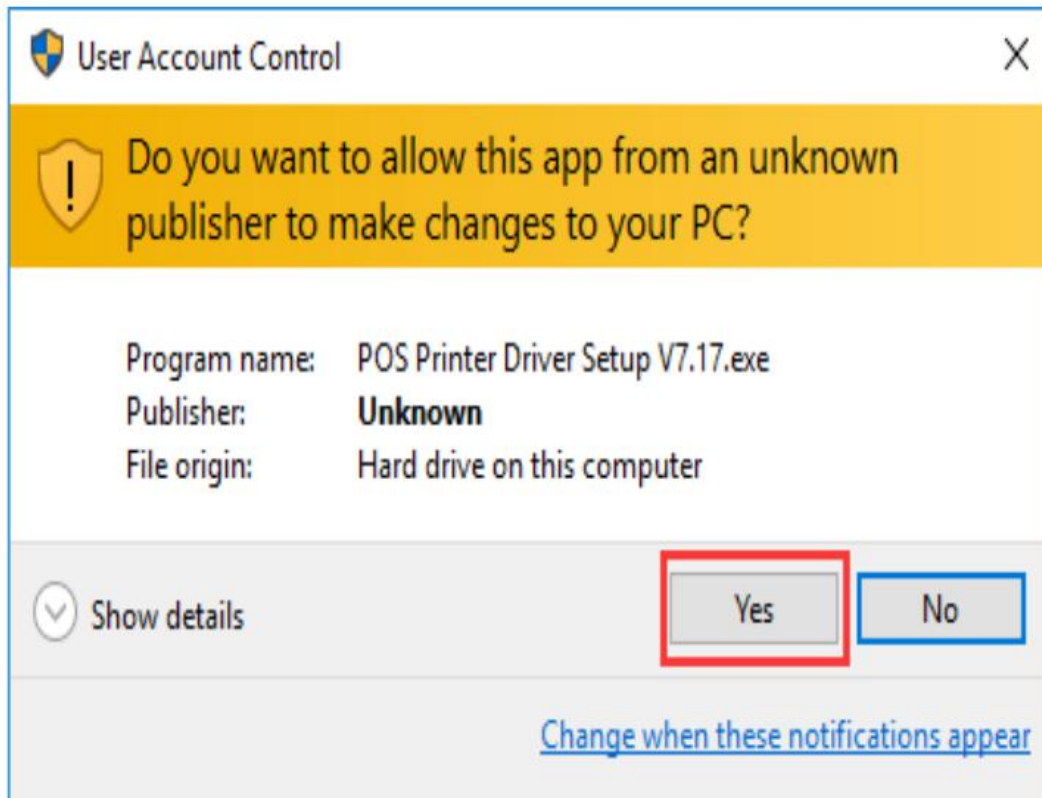 User Account Control
Do you want to allow this app from an unknown
publisher to make changes to your PC?
Program name: POS Printer Driver Setup V7.17.exe
Publisher: Unknown
File origin: Hard drive on this computer
Show details
Yes
No
Change when these notifications appear